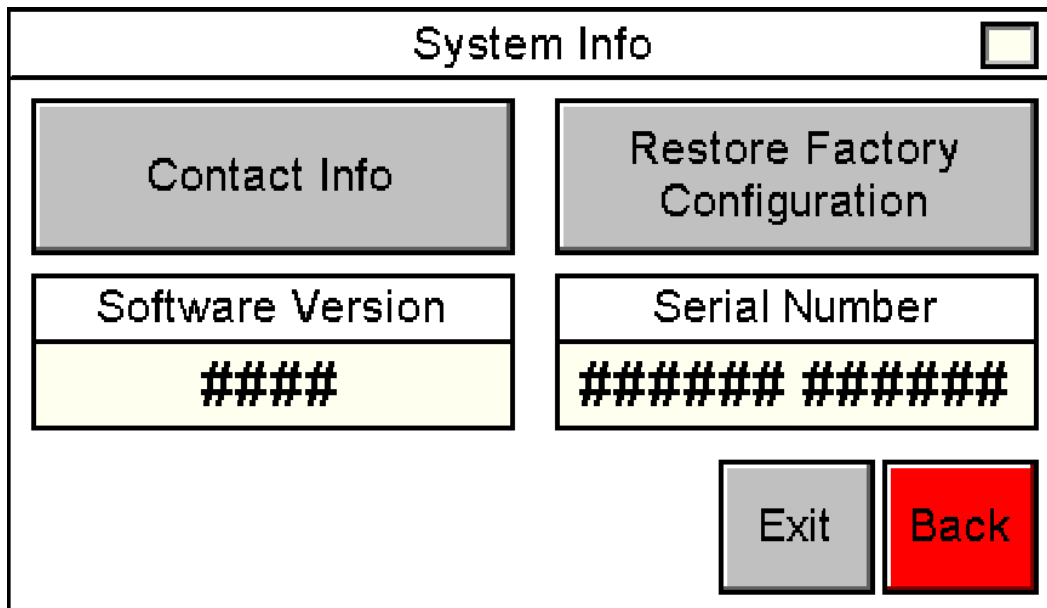 System Info
Contact Info
Restore Factory
Configuration
Software Version
Serial Number
####
###### ######
Exit
Back